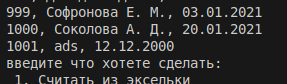 999, Софронова Е. М., 03.01.2021
1000, Соколова А. Д., 20.01.2021
1001, ads, 12.12.2000
введите что хотете сделать:
1. Считать из эксельки